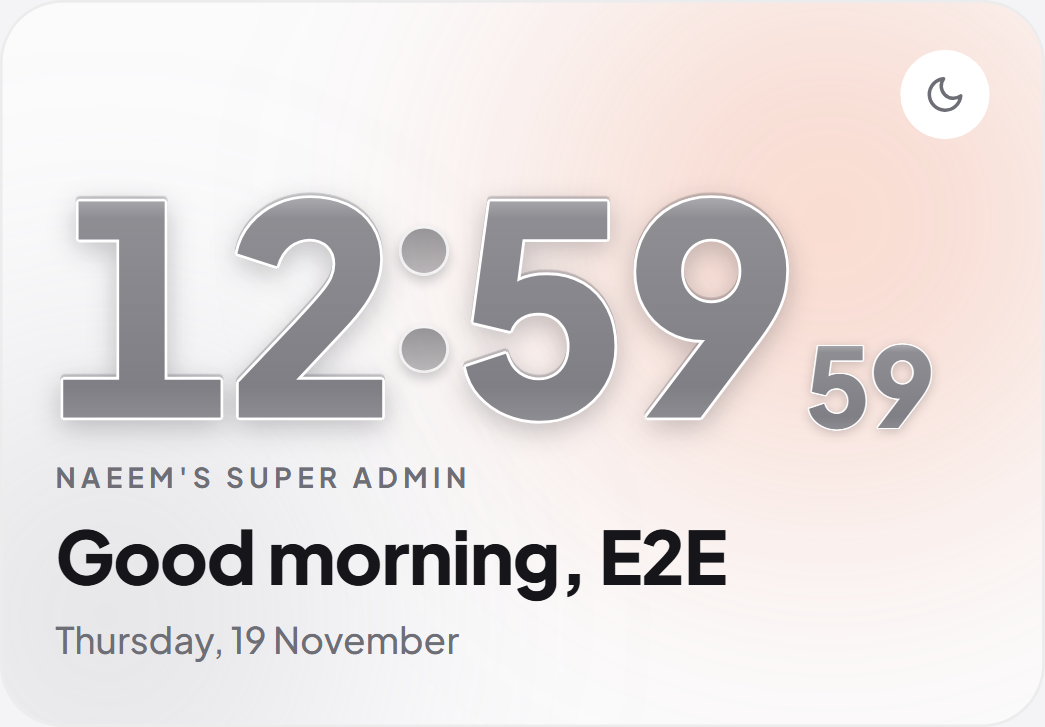 12:59 59
NAEEM'S SUPER ADMIN
Good morning, E2E
Thursday, 19 November